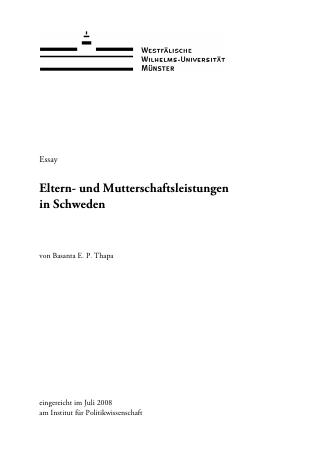 Westfälische
Wilhelms-Universität
Münster
Essay
Eltern- und Mutterschaftsleistungen
in Schweden
von Basanta E. P. Thapa
eingereicht im Juli 2008
am Institut für Politikwissenschaft